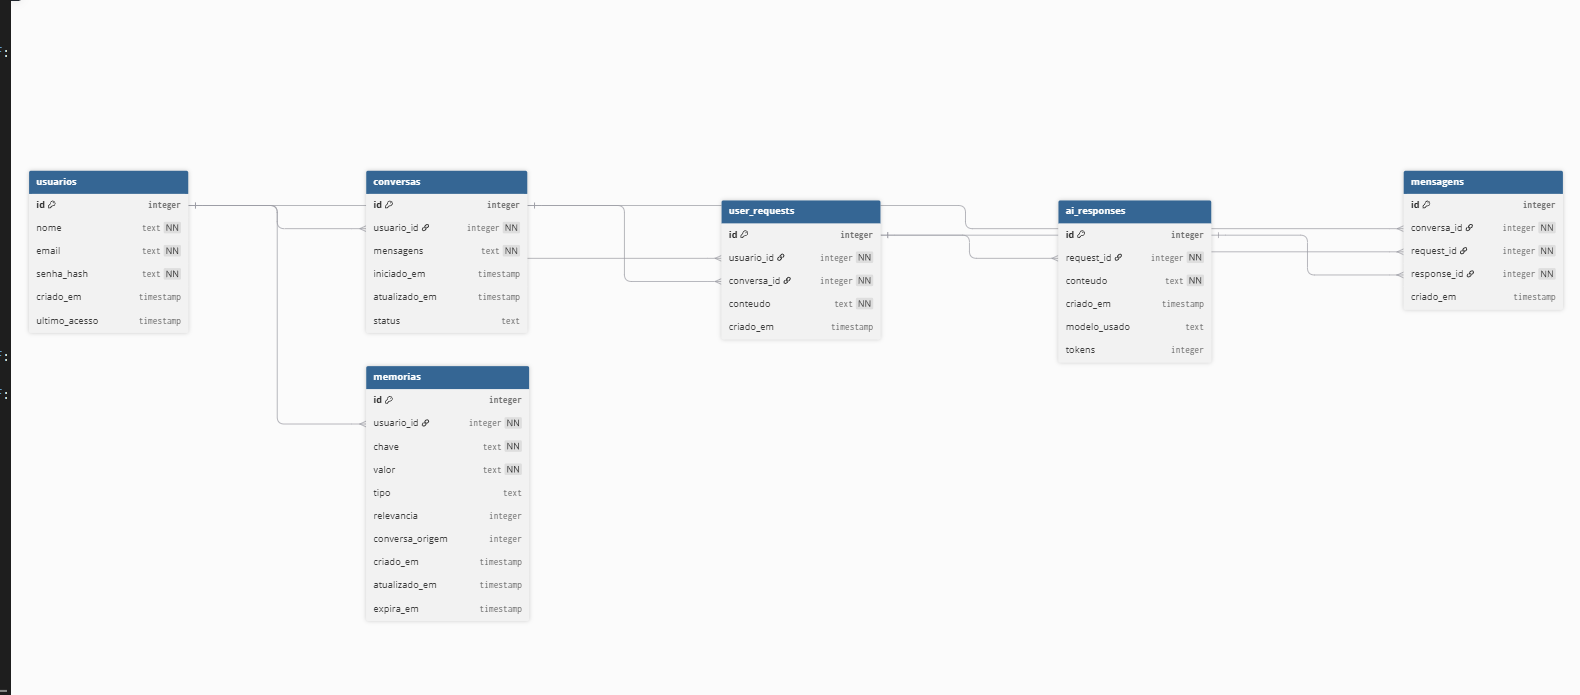 usuarios
id integer
nome text NN
email text NN
senha_hash text NN
criado_em timestamp
ultimo_acesso timestamp
conversas
id integer
usuario_id integer NN
mensagens text NN
iniciado_em timestamp
atualizado_em timestamp
status text
memorias
id integer
usuario_id integer NN
chave text NN
valor text NN
tipo text
relevancia integer
conversa_origem integer
criado_em timestamp
atualizado_em timestamp
expira_em timestamp
user_requests
id integer
usuario_id integer NN
conversa_id integer NN
conteudo text NN
criado_em timestamp
ai_responses
id integer
request_id integer NN
conteudo text NN
criado_em timestamp
modelo_usado text
tokens integer
mensagens
id integer
conversa_id integer NN
request_id integer NN
response_id integer NN
criado_em timestamp